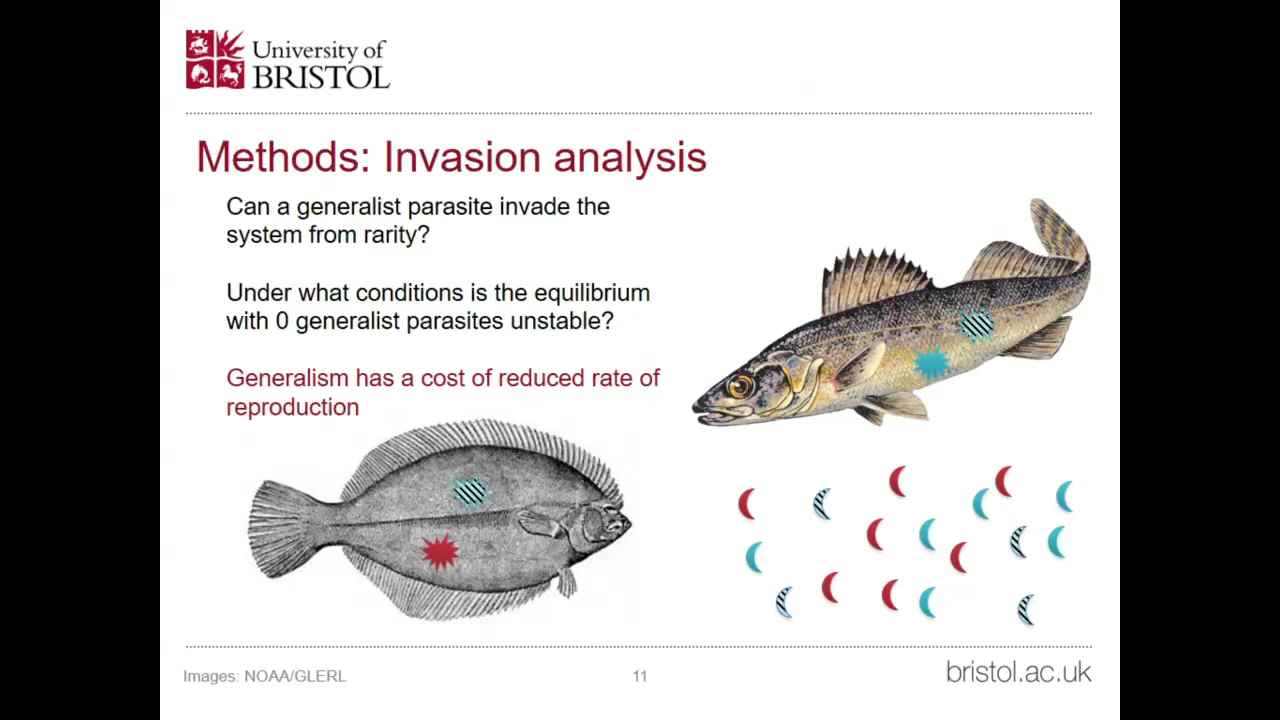 University of
BRISTOL
Methods: Invasion analysis
Can a generalist parasite invade the
system from rarity?
Under what conditions is the equilibrium
with 0 generalist parasites unstable?
Generalism has a cost of reduced rate of
reproduction
Images: NOAA/GLERL
11
bristol.ac.uk